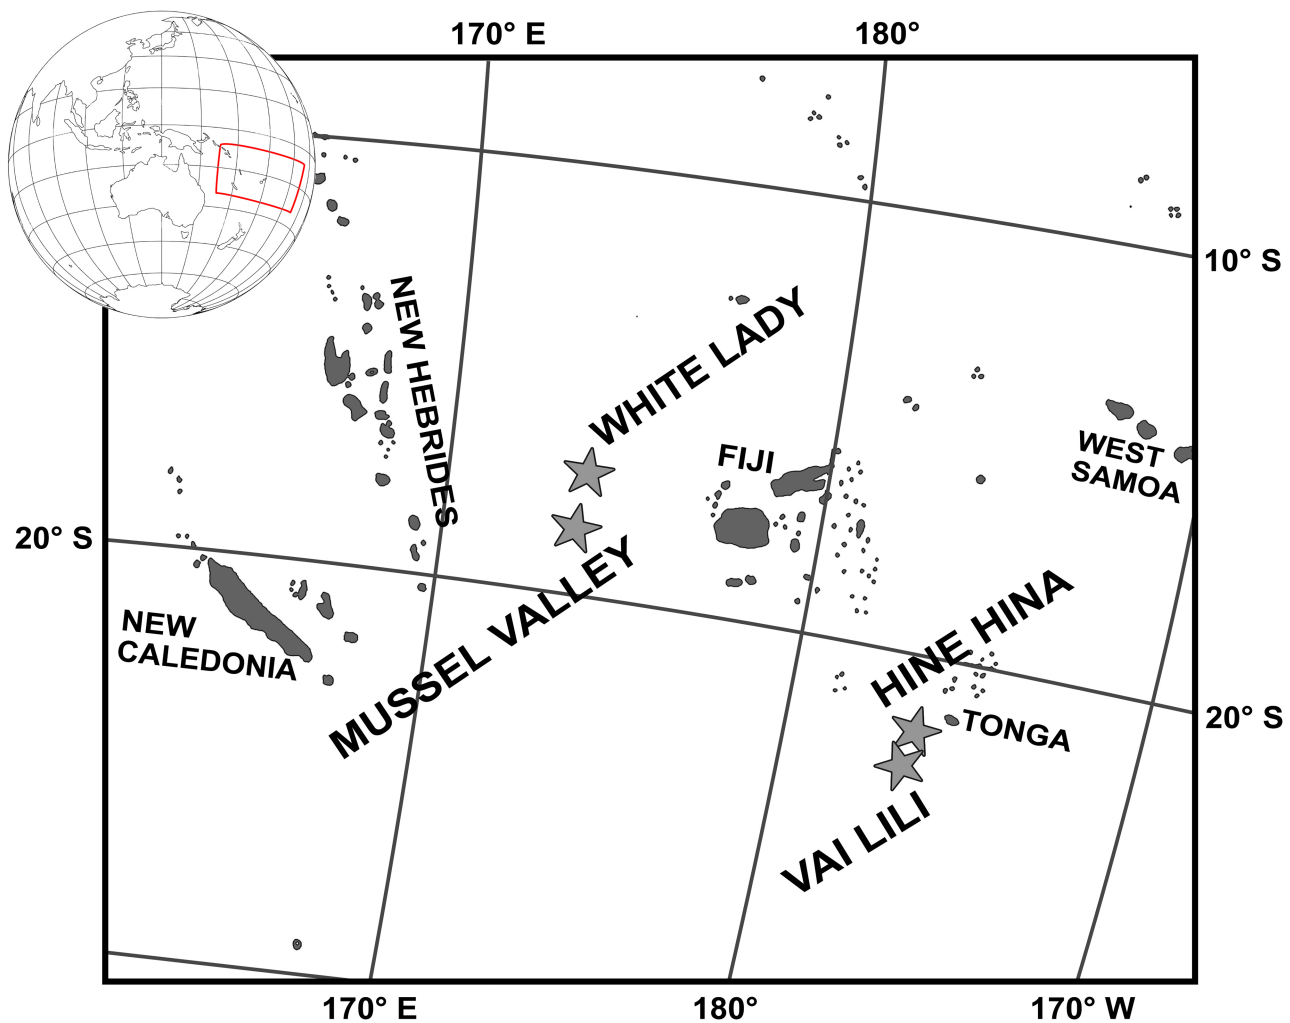 170° E
180°
10° S
NEW HEBRIDES
WHITE LADY
FIJI
WEST
SAMOA
20° S
MUSSEL VALLEY
NEW
CALEDONIA
HINE HINA
20° S
TONGA
VAI LILI
170° E
180°
170° W